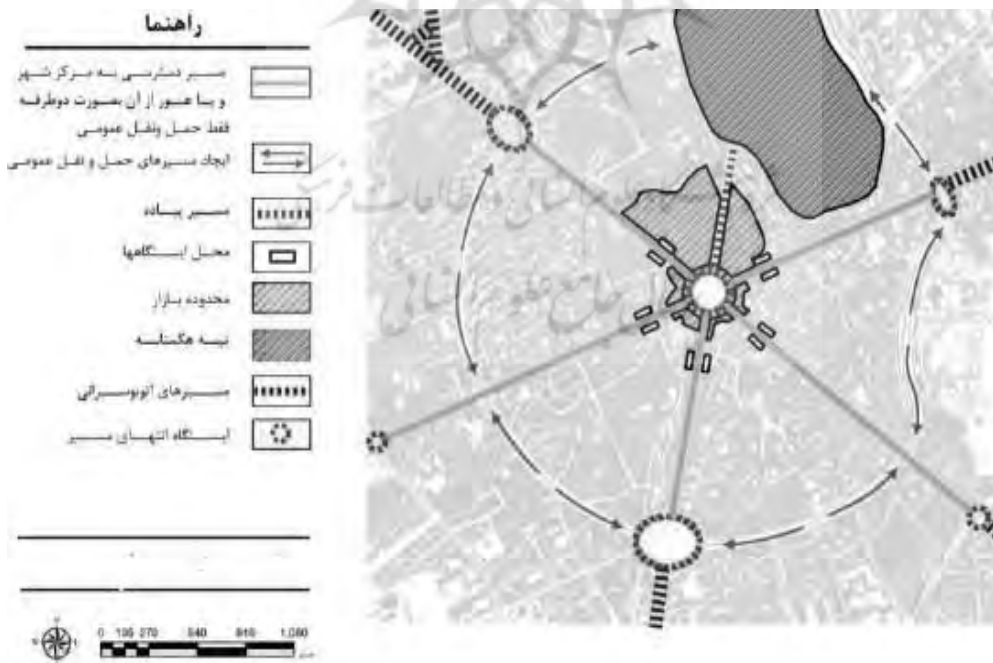 راهنما
مسیر دسترسی به مرکز شهر
و یا عبور از آن بصورت دوطرفه
فقط حمل ونقل عمومی
ایجاد مسیرهای حمل و نقل عمومی
مسیر پیاده
محل ایستگاهها
محدوده بازار
تپه هگمتانه
مسیرهای اتوبوسرانی
ایستگاه انتهای مسیر
0 135 270 540 810 1,080